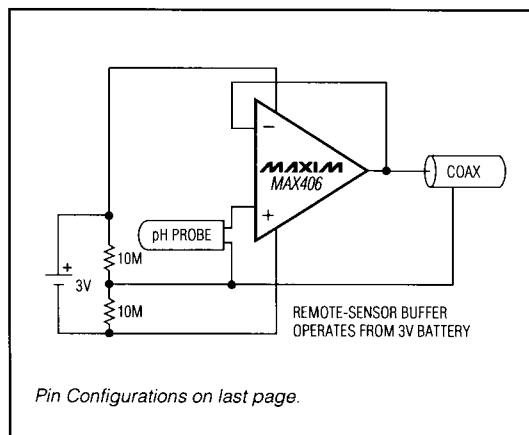 −
MAXIM
MAX406
+
COAX
pH PROBE
10M
+
3V
10M
REMOTE-SENSOR BUFFER
OPERATES FROM 3V BATTERY
Pin Configurations on last page.